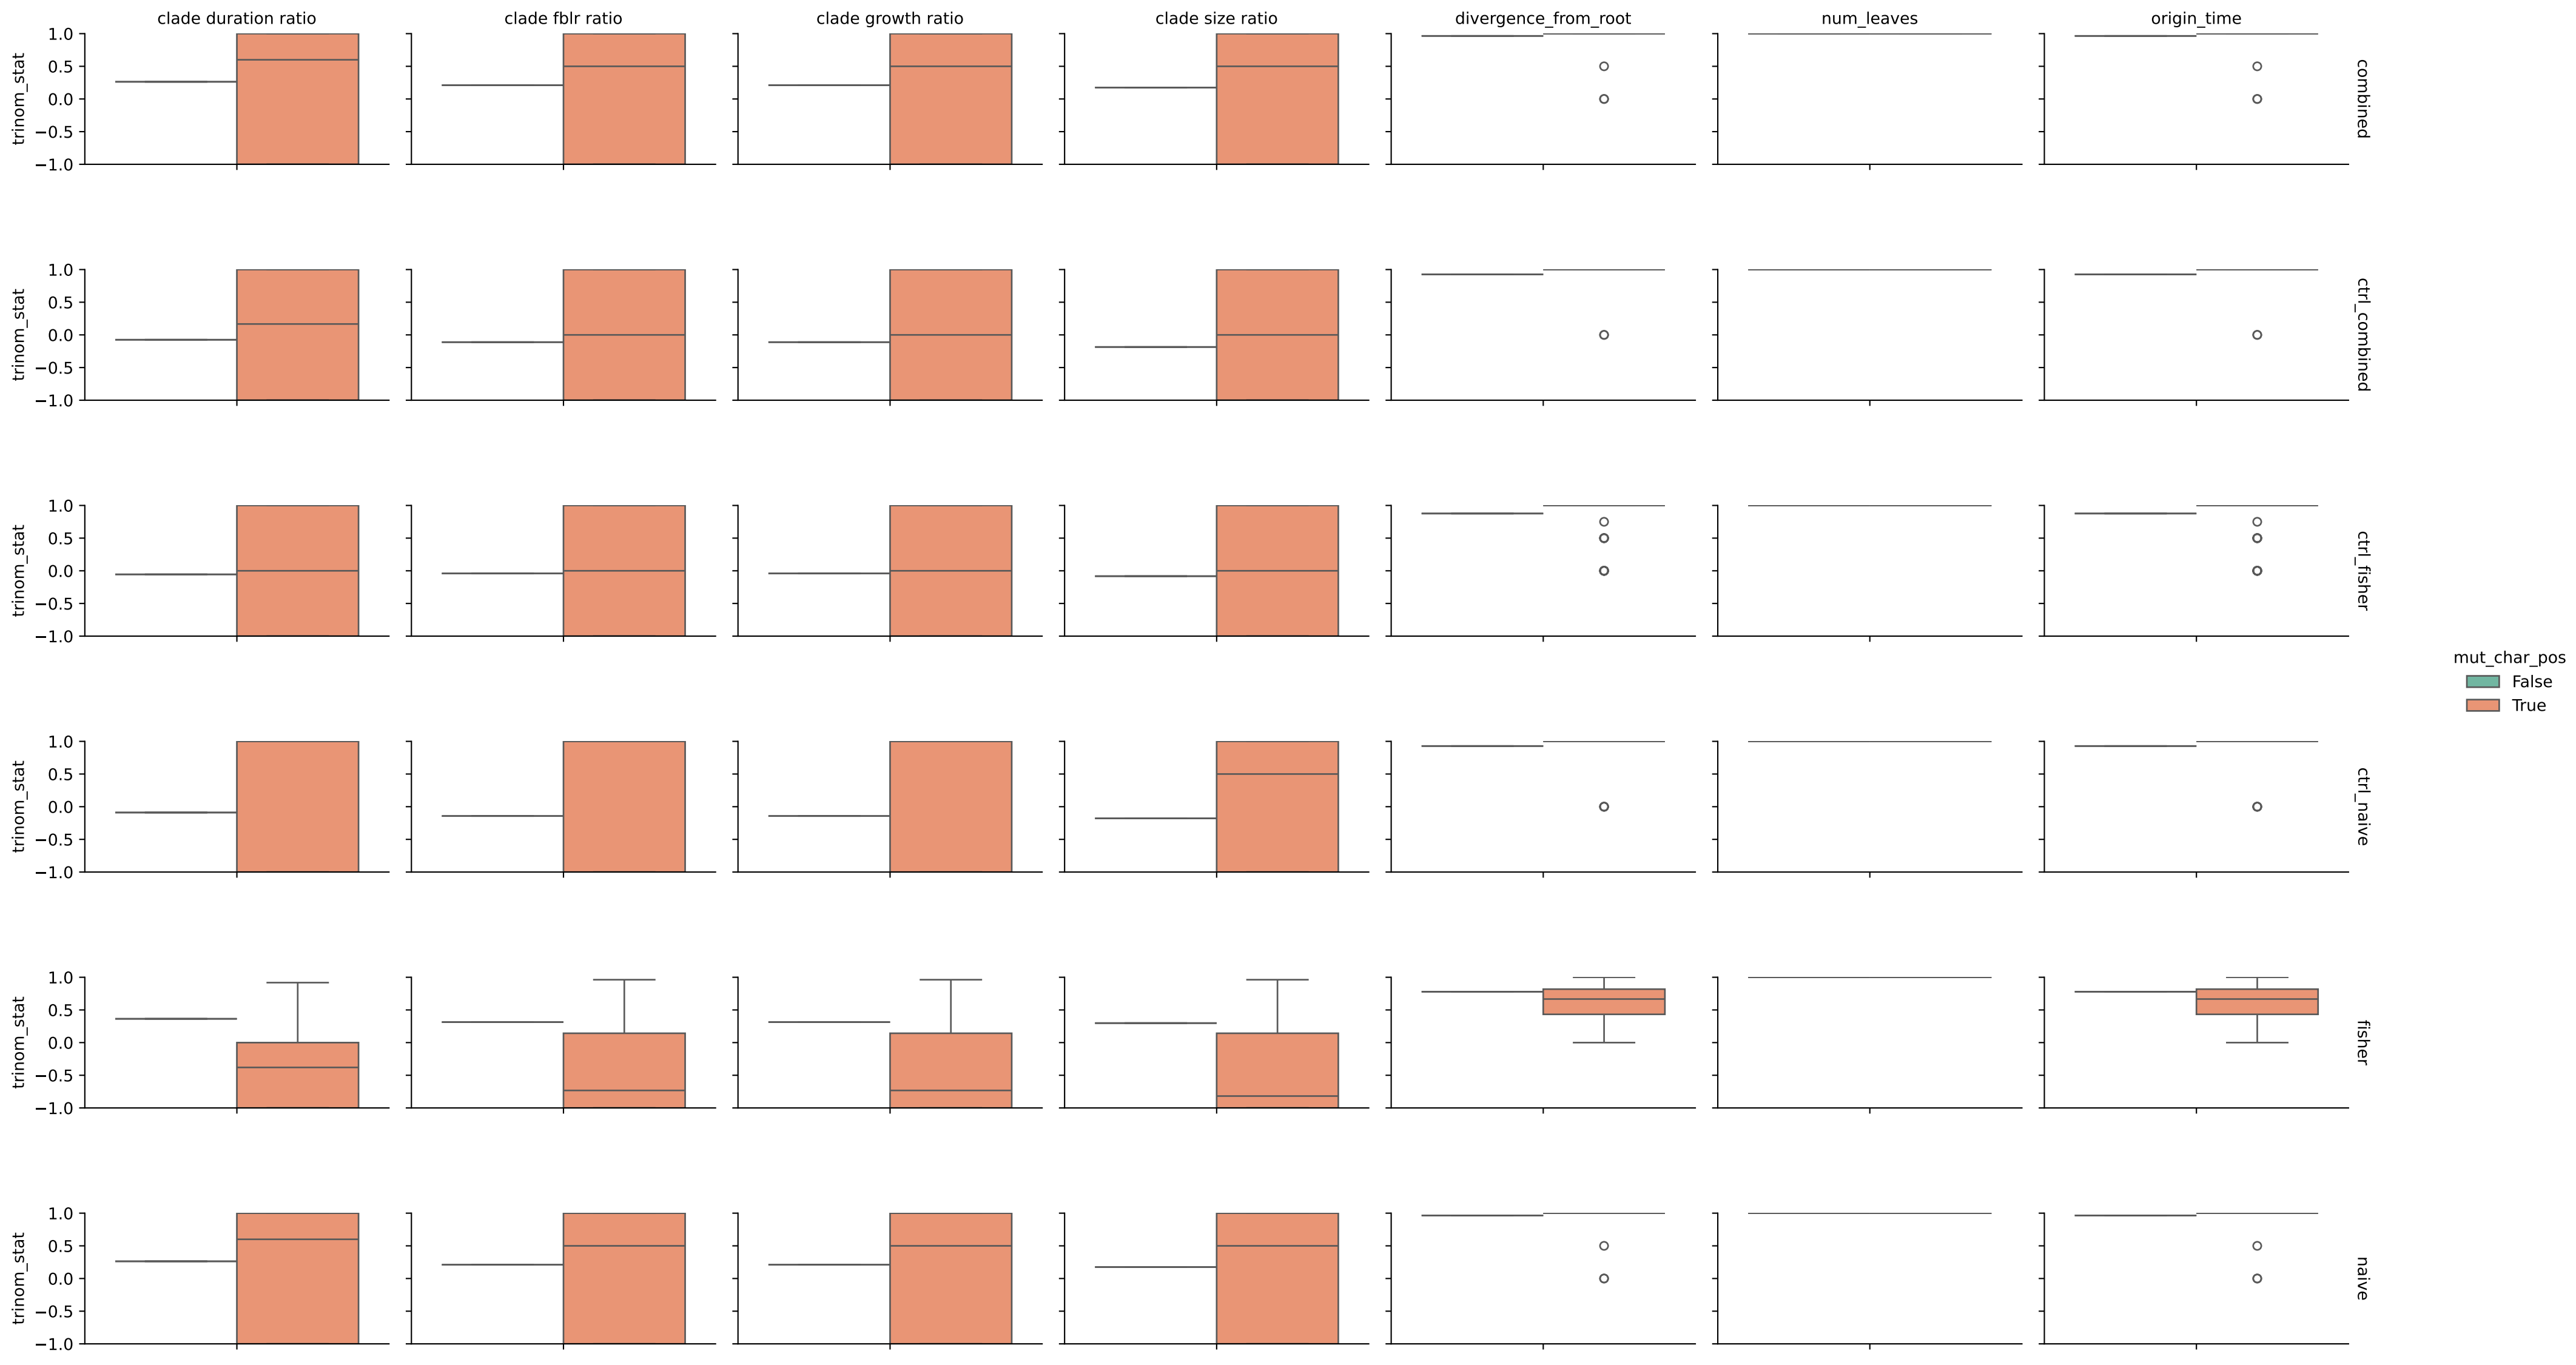 clade duration ratio clade fblr ratio clade growth ratio clade size ratio divergence_from_root num_leaves origin_time
trinom_stat
1.0
0.5
0.0
−0.5
−1.0
combined
trinom_stat
1.0
0.5
0.0
−0.5
−1.0
ctrl_combined
trinom_stat
1.0
0.5
0.0
−0.5
−1.0
ctrl_fisher
mut_char_pos
False
True
trinom_stat
1.0
0.5
0.0
−0.5
−1.0
ctrl_naive
trinom_stat
1.0
0.5
0.0
−0.5
−1.0
fisher
trinom_stat
1.0
0.5
0.0
−0.5
−1.0
naive